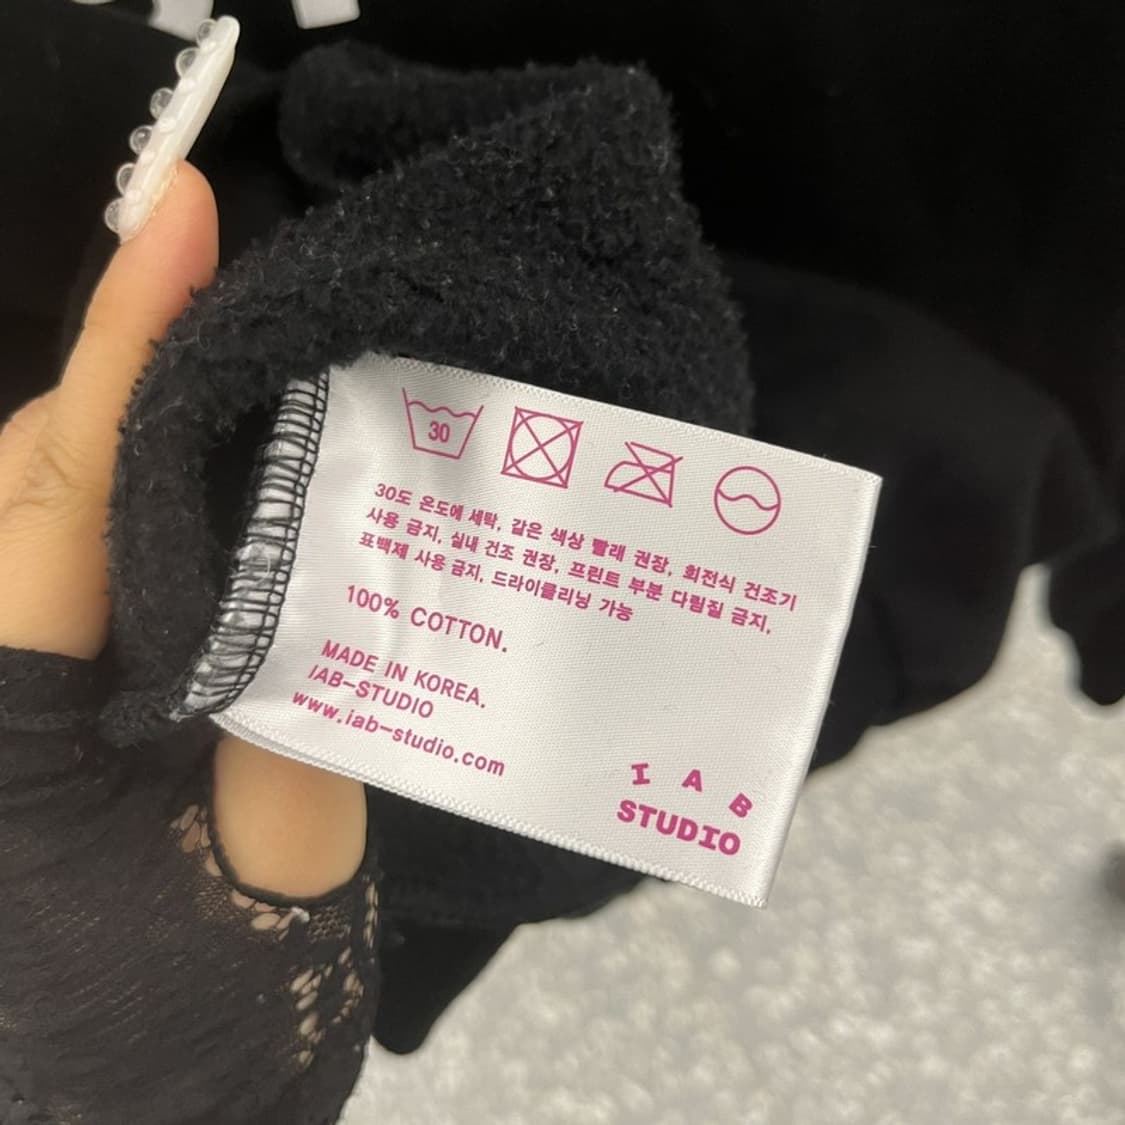 30
30도 온도에 세탁, 같은 색상 빨래 권장, 회전식 건조기
사용 금지, 실내 건조 권장, 프린트 부분 다림질 금지,
표백제 사용 금지, 드라이클리닝 가능
100% COTTON.
MADE IN KOREA.
IAB-STUDIO
www.iab-studio.com
I A B
STUDIO